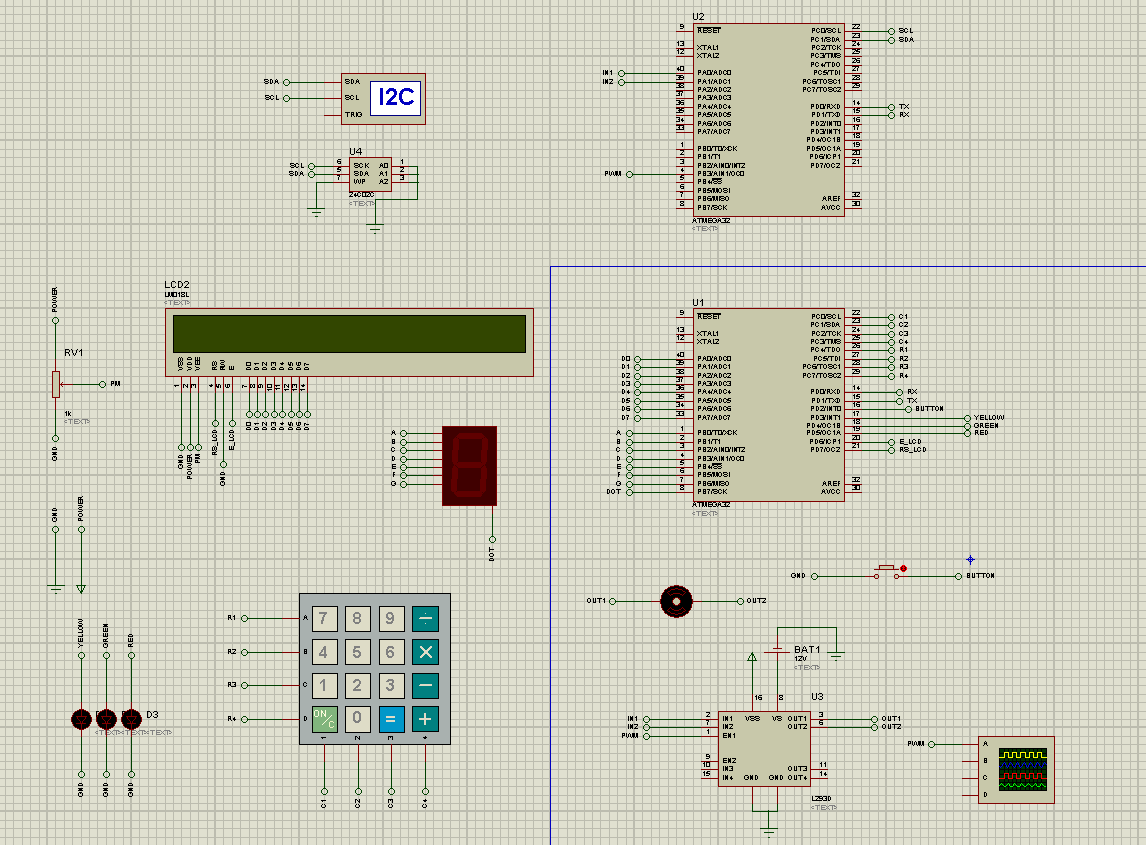 U2
9 RESET
13 XTAL1
12 XTAL2
40 PA0/ADC0
39 PA1/ADC1
38 PA2/ADC2
37 PA3/ADC3
36 PA4/ADC4
35 PA5/ADC5
34 PA6/ADC6
33 PA7/ADC7
1 PB0/T0/XCK
2 PB1/T1
3 PB2/AIN0/INT2
4 PB3/AIN1/OC0
5 PB4/SS
6 PB5/MOSI
7 PB6/MISO
8 PB7/SCK
PC0/SCL 22 SCL
PC1/SDA 23 SDA
PC2/TCK 24
PC3/TMS 25
PC4/TDO 26
PC5/TDI 27
PC6/TOSC1 28
PC7/TOSC2 29
PD0/RXD 14 TX
PD1/TXD 15 RX
PD2/INT0 16
PD3/INT1 17
PD4/OC1B 18
PD5/OC1A 19
PD6/ICP1 20
PD7/OC2 21
AREF 32
AVCC 30
IN1
IN2
PWM
ATMEGA32
<TEXT>
SDA SDA
SCL SCL
TRIG
I2C
U4
SCL 6 SCK A0 1
SDA 5 SDA A1 2
7 WP A2 3
24C02C
<TEXT>
LCD2
LM018L
<TEXT>
VSS VDD VEE RS RW E D0 D1 D2 D3 D4 D5 D6 D7
1 2 3 4 5 6 7 8 9 10 11 12 13 14
GND POWER PM RS_LCD GND E_LCD D0 D1 D2 D3 D4 D5 D6 D7
POWER
RV1
PM
1k
<TEXT>
GND
A
B
C
D
E
F
G
DOT
GND POWER
U1
9 RESET
13 XTAL1
12 XTAL2
D0 40 PA0/ADC0
D1 39 PA1/ADC1
D2 38 PA2/ADC2
D3 37 PA3/ADC3
D4 36 PA4/ADC4
D5 35 PA5/ADC5
D6 34 PA6/ADC6
D7 33 PA7/ADC7
A 1 PB0/T0/XCK
B 2 PB1/T1
C 3 PB2/AIN0/INT2
D 4 PB3/AIN1/OC0
E 5 PB4/SS
F 6 PB5/MOSI
G 7 PB6/MISO
DOT 8 PB7/SCK
PC0/SCL 22 C1
PC1/SDA 23 C2
PC2/TCK 24 C3
PC3/TMS 25 C4
PC4/TDO 26 R1
PC5/TDI 27 R2
PC6/TOSC1 28 R3
PC7/TOSC2 29 R4
PD0/RXD 14 RX
PD1/TXD 15 TX
PD2/INT0 16 BUTTON
PD3/INT1 17 YELLOW
PD4/OC1B 18 GREEN
PD5/OC1A 19 RED
PD6/ICP1 20 E_LCD
PD7/OC2 21 RS_LCD
AREF 32
AVCC 30
ATMEGA32
<TEXT>
GND BUTTON
OUT1 OUT2
YELLOW GREEN RED
D3
<TEXT> <TEXT> <TEXT>
GND GND GND
R1 A 7 8 9 ÷
R2 B 4 5 6 ×
R3 C 1 2 3 −
R4 D ON/C 0 = +
1 2 3 4
C1 C2 C3 C4
BAT1
12V
<TEXT>
U3
16 8
VSS VS
IN1 2 IN1 OUT1 3 OUT1
IN2 7 IN2 OUT2 6 OUT2
PWM 1 EN1
9 EN2
10 IN3 OUT3 11
15 IN4 GND GND OUT4 14
L293D
<TEXT>
PWM A
B
C
D